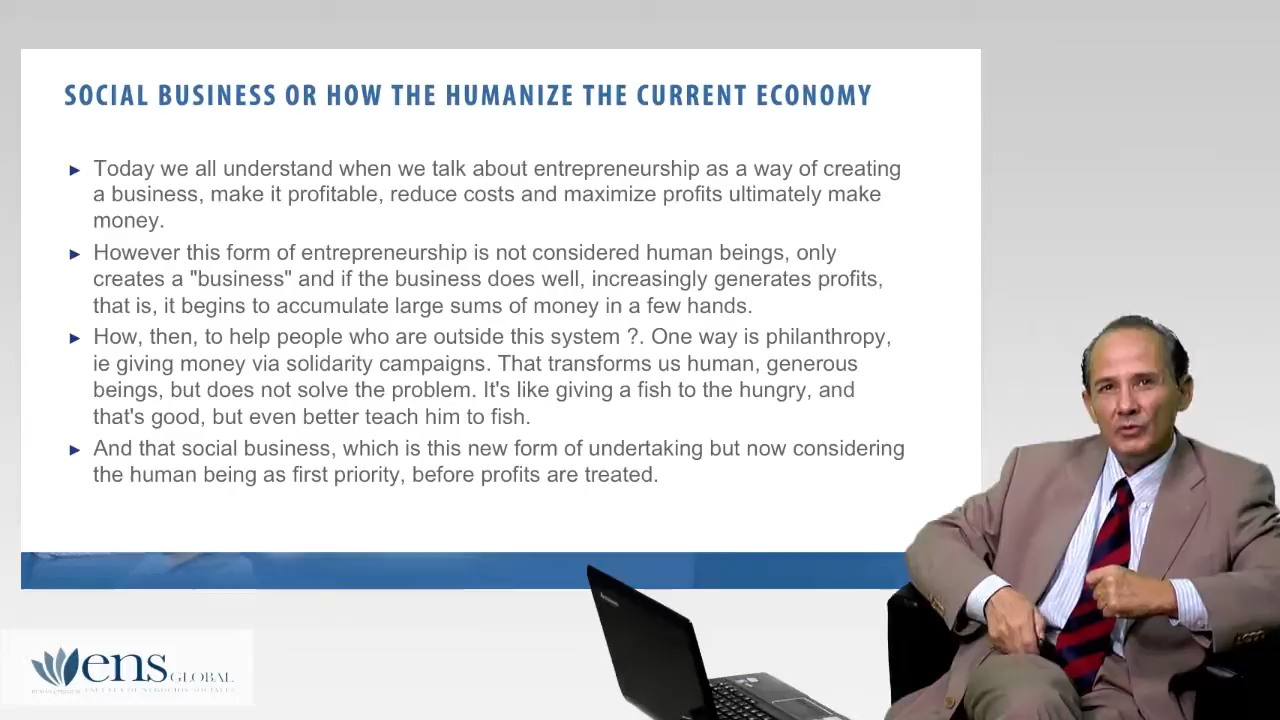 SOCIAL BUSINESS OR HOW THE HUMANIZE THE CURRENT ECONOMY
► Today we all understand when we talk about entrepreneurship as a way of creating
a business, make it profitable, reduce costs and maximize profits ultimately make
money.
► However this form of entrepreneurship is not considered human beings, only
creates a "business" and if the business does well, increasingly generates profits,
that is, it begins to accumulate large sums of money in a few hands.
► How, then, to help people who are outside this system ?. One way is philanthropy,
ie giving money via solidarity campaigns. That transforms us human, generous
beings, but does not solve the problem. It's like giving a fish to the hungry, and
that's good, but even better teach him to fish.
► And that social business, which is this new form of undertaking but now considering
the human being as first priority, before profits are treated.
ens GLOBAL
ESCUELA DE NEGOCIOS SOCIALES